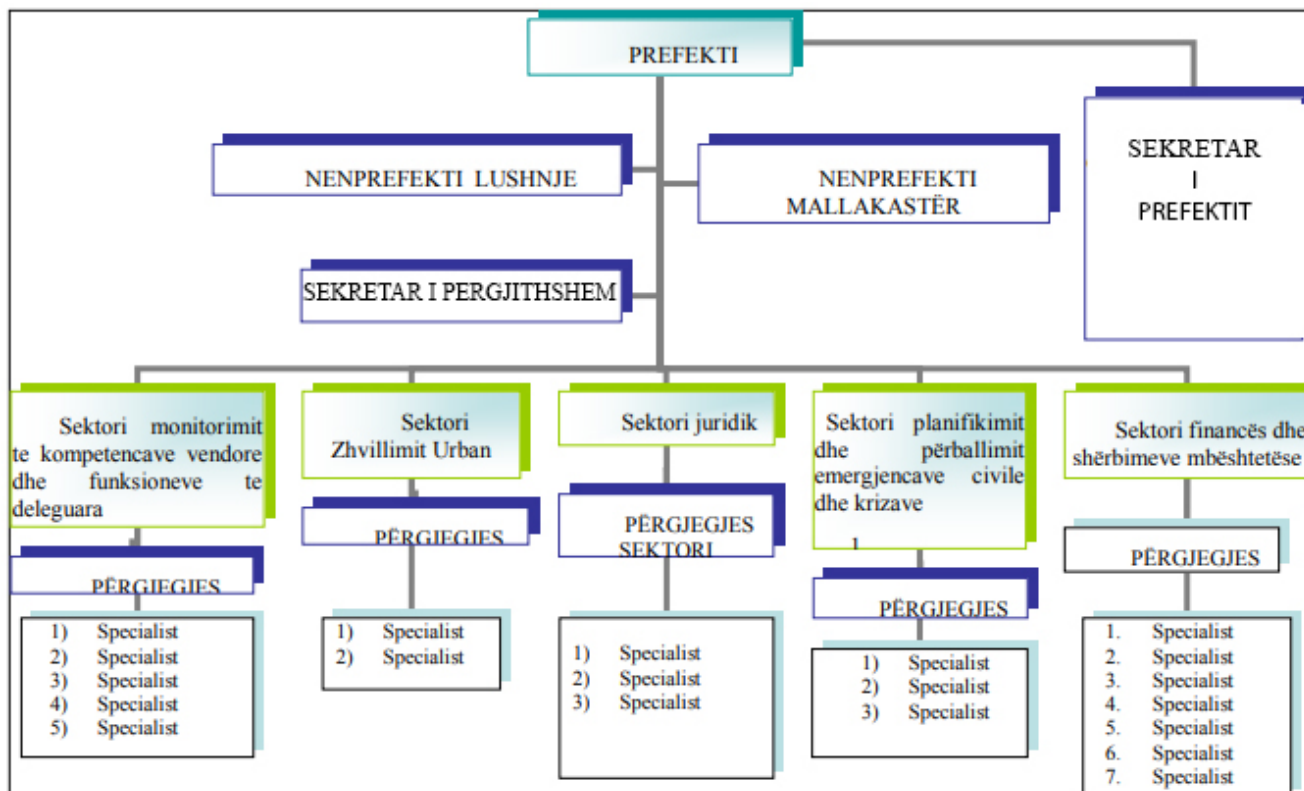 PREFEKTI
SEKRETAR
I
PREFEKTIT
NENPREFEKTI LUSHNJE
NENPREFEKTI
MALLAKASTËR
SEKRETAR I PERGJITHSHEM
Sektori monitorimit
te kompetencave vendore
dhe funksioneve te
deleguara
PËRGJEGJES
1) Specialist
2) Specialist
3) Specialist
4) Specialist
5) Specialist
Sektori
Zhvillimit Urban
PËRGJEGJES
1) Specialist
2) Specialist
Sektori juridik
PËRGJEGJES
SEKTORI
1) Specialist
2) Specialist
3) Specialist
Sektori planifikimit
dhe përballimit
emergjencave civile
dhe krizave
1
PËRGJEGJES
1) Specialist
2) Specialist
3) Specialist
Sektori financës dhe
shërbimeve mbështetëse
PËRGJEGJES
1. Specialist
2. Specialist
3. Specialist
4. Specialist
5. Specialist
6. Specialist
7. Specialist